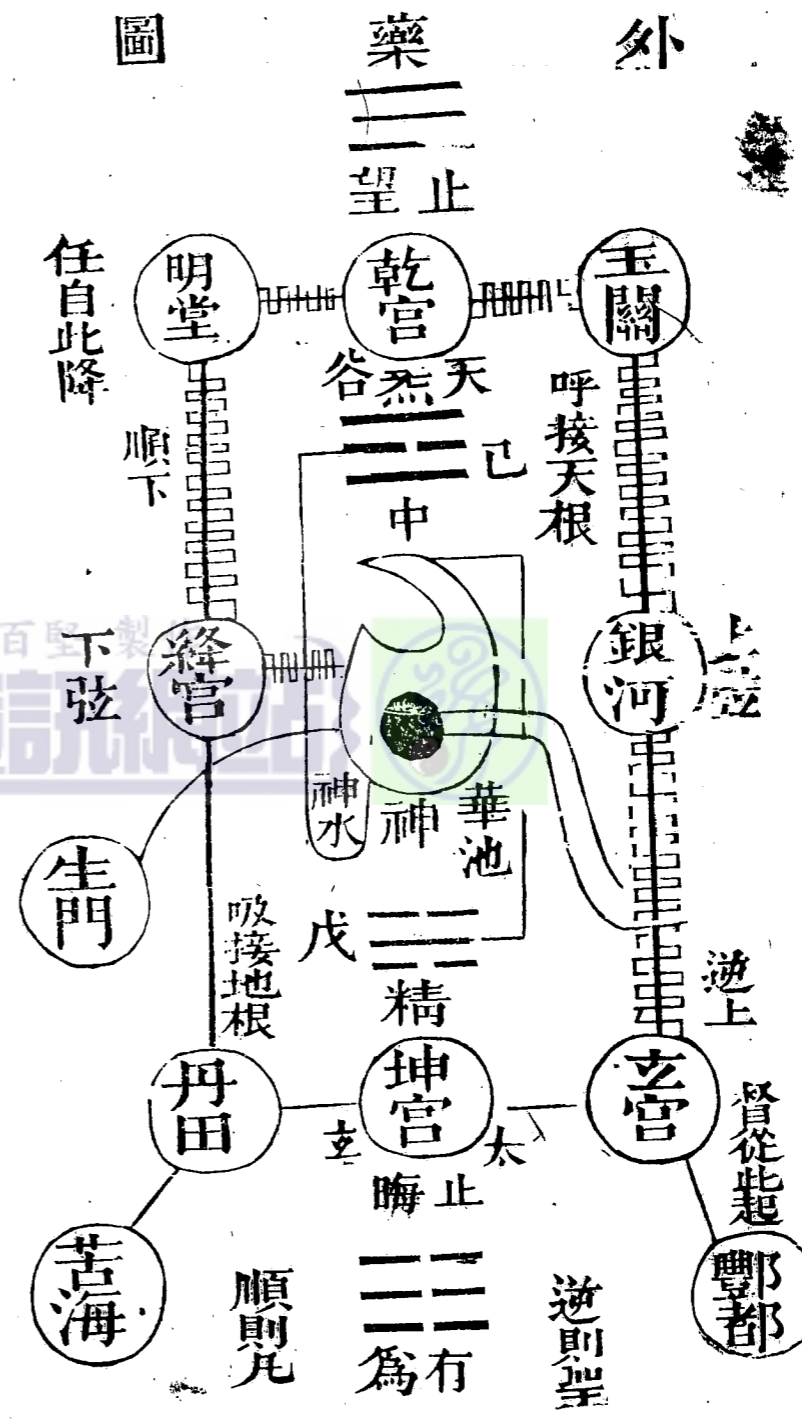 外藥圖
止望
玉關
乾宮
明堂
任自此降
天炁谷
呼接天根
己
順下
中
銀河
絳宮
下弦
華池
神
神水
生門
戊
吸接地根
逆上
精
玄宮
坤宮
丹田
太玄
督從此起
止晦
酆都
苦海
逆則聖
有為
順則凡